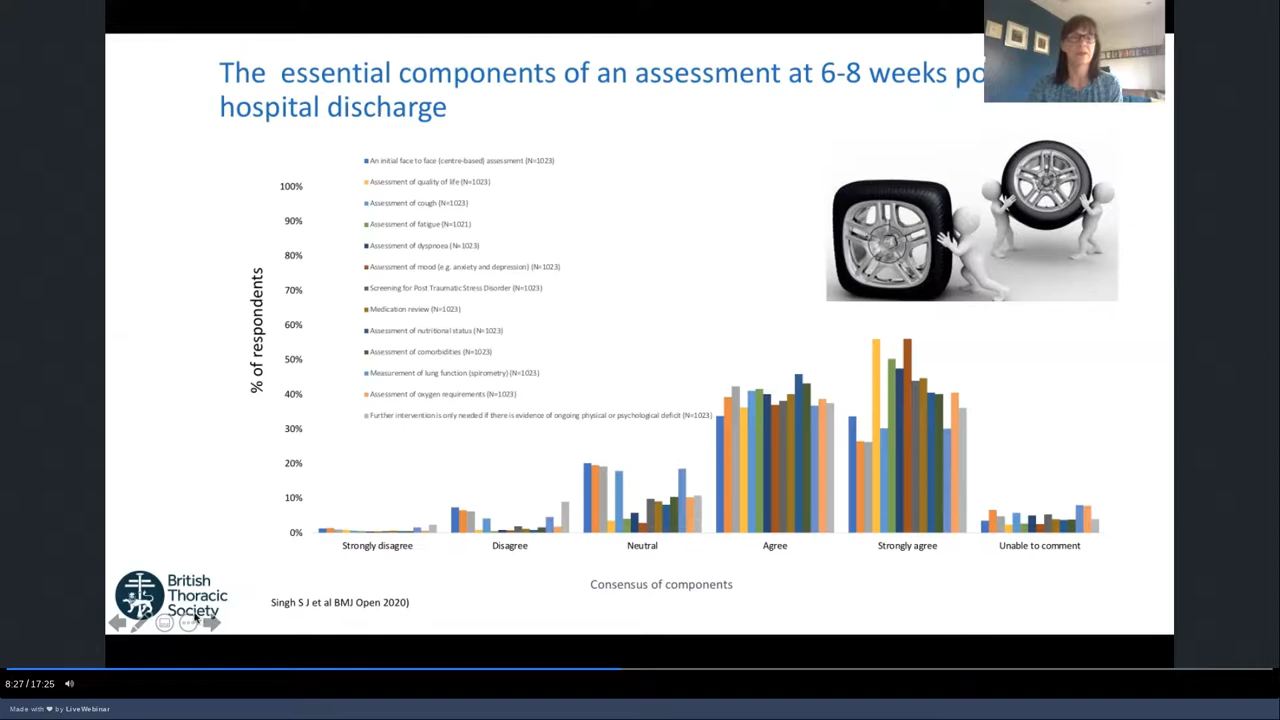 The  essential components of an assessment at 6-8 weeks po
hospital discharge
An initial face to face (centre-based) assessment (N=1023)
Assessment of quality of life (N=1023)
Assessment of cough (N=1023)
Assessment of fatigue (N=1021)
Assessment of dyspnoea (N=1023)
Assessment of mood (e.g. anxiety and depression) (N=1023)
Screening for Post Traumatic Stress Disorder (N=1023)
Medication review (N=1023)
Assessment of nutritional status (N=1023)
Assessment of comorbidities (N=1023)
Measurement of lung function (spirometry) (N=1023)
Assessment of oxygen requirements (N=1023)
Further intervention is only needed if there is evidence of ongoing physical or psychological deficit (N=1023)
% of respondents
100%
90%
80%
70%
60%
50%
40%
30%
20%
10%
0%
Strongly disagree
Disagree
Neutral
Agree
Strongly agree
Unable to comment
Consensus of components
British
Thoracic
Society
Singh S J et al BMJ Open 2020)
8:27 / 17:25
Made with ❤ by LiveWebinar